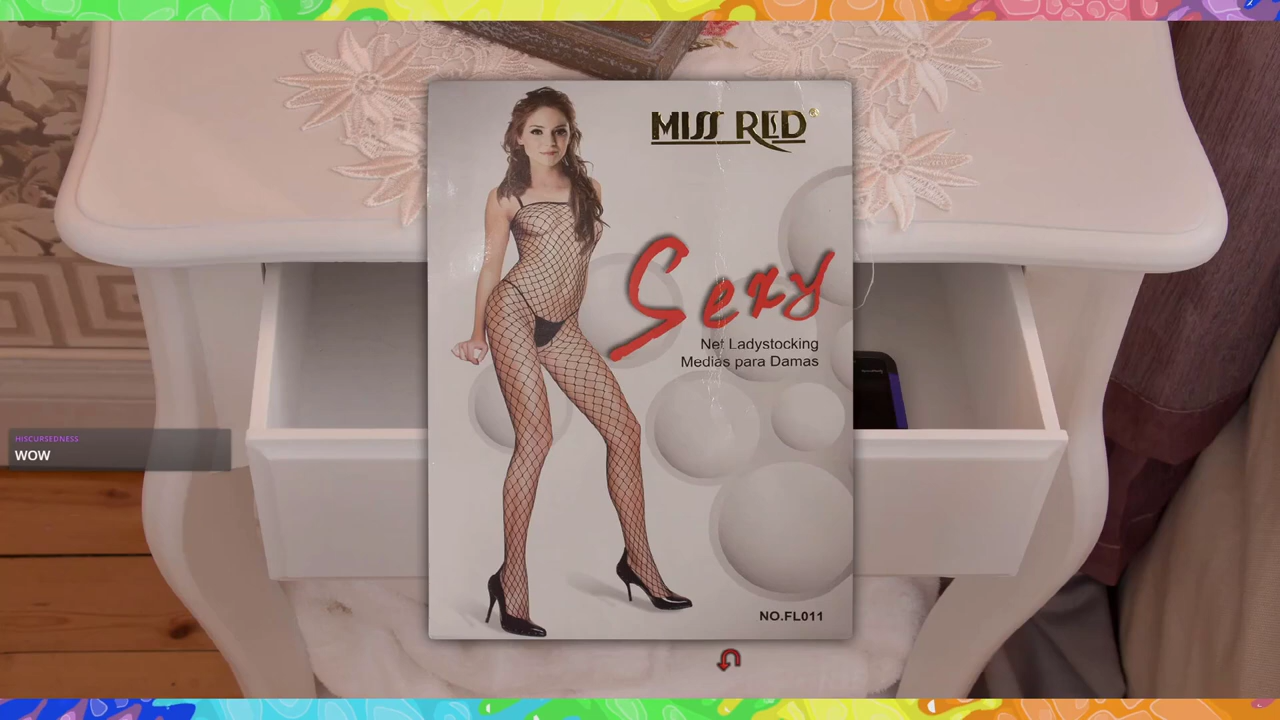 MISS RED®
Sexy
Net Ladystocking
Medias para Damas
NO.FL011
HISCURSEDNESS
WOW